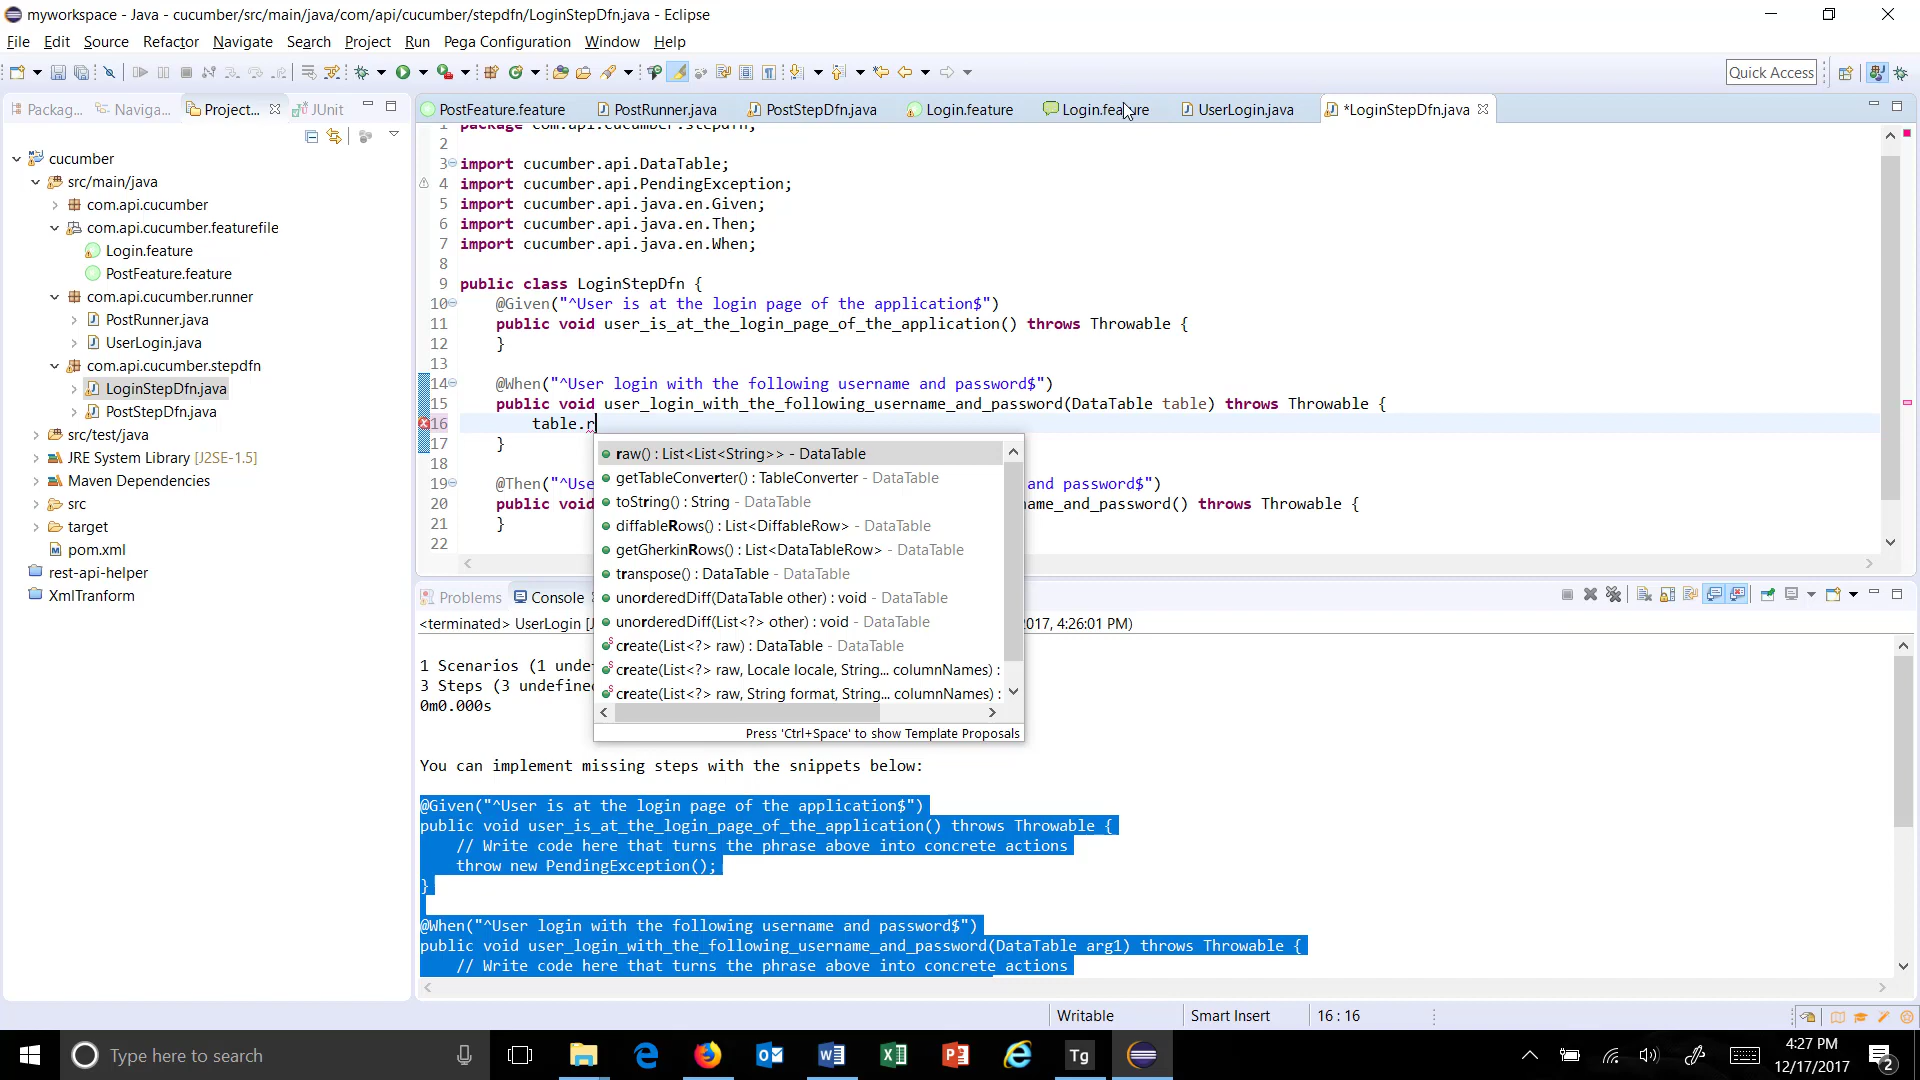 myworkspace - Java - cucumber/src/main/java/com/api/cucumber/stepdfn/LoginStepDfn.java - Eclipse
File Edit Source Refactor Navigate Search Project Run Pega Configuration Window Help
Quick Access
Packag... Naviga... Project... JUnit
PostFeature.feature PostRunner.java PostStepDfn.java Login.feature Login.feature UserLogin.java *LoginStepDfn.java
cucumber
src/main/java
com.api.cucumber
com.api.cucumber.featurefile
Login.feature
PostFeature.feature
com.api.cucumber.runner
PostRunner.java
UserLogin.java
com.api.cucumber.stepdfn
LoginStepDfn.java
PostStepDfn.java
src/test/java
JRE System Library [J2SE-1.5]
Maven Dependencies
src
target
pom.xml
rest-api-helper
XmlTranform
1 package com.api.cucumber.stepdfn;
2
3 import cucumber.api.DataTable;
4 import cucumber.api.PendingException;
5 import cucumber.api.java.en.Given;
6 import cucumber.api.java.en.Then;
7 import cucumber.api.java.en.When;
8
9 public class LoginStepDfn {
10 @Given("^User is at the login page of the application$")
11 public void user_is_at_the_login_page_of_the_application() throws Throwable {
12 }
13
14 @When("^User login with the following username and password$")
15 public void user_login_with_the_following_username_and_password(DataTable table) throws Throwable {
16 table.r
17 }
18
19 @Then("^Use and password$")
20 public void name_and_password() throws Throwable {
21 }
22
raw() : List<List<String>> - DataTable
getTableConverter() : TableConverter - DataTable
toString() : String - DataTable
diffableRows() : List<DiffableRow> - DataTable
getGherkinRows() : List<DataTableRow> - DataTable
transpose() : DataTable - DataTable
unorderedDiff(DataTable other) : void - DataTable
unorderedDiff(List<?> other) : void - DataTable
create(List<?> raw) : DataTable - DataTable
create(List<?> raw, Locale locale, String... columnNames) :
create(List<?> raw, String format, String... columnNames) :
Press 'Ctrl+Space' to show Template Proposals
Problems Console
<terminated> UserLogin [J 2017, 4:26:01 PM)
1 Scenarios (1 unde
3 Steps (3 undefine
0m0.000s
You can implement missing steps with the snippets below:
@Given("^User is at the login page of the application$")
public void user_is_at_the_login_page_of_the_application() throws Throwable {
// Write code here that turns the phrase above into concrete actions
throw new PendingException();
}
@When("^User login with the following username and password$")
public void user_login_with_the_following_username_and_password(DataTable arg1) throws Throwable {
// Write code here that turns the phrase above into concrete actions
Writable Smart Insert 16 : 16
Type here to search
Tg
4:27 PM
12/17/2017
2